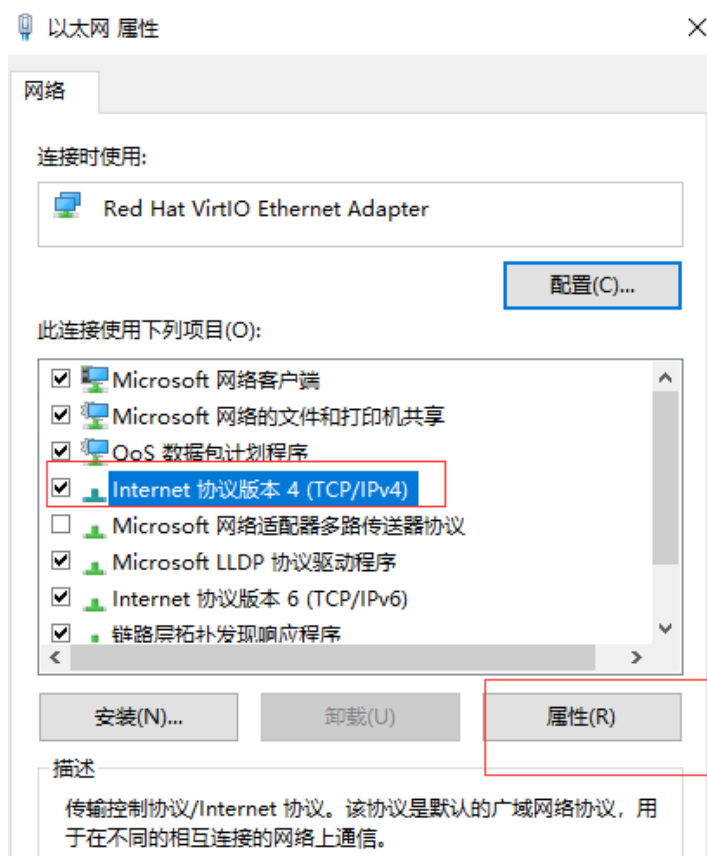 以太网 属性
网络
连接时使用:
Red Hat VirtIO Ethernet Adapter
配置(C)...
此连接使用下列项目(O):
Microsoft 网络客户端
Microsoft 网络的文件和打印机共享
QoS 数据包计划程序
Internet 协议版本 4 (TCP/IPv4)
Microsoft 网络适配器多路传送器协议
Microsoft LLDP 协议驱动程序
Internet 协议版本 6 (TCP/IPv6)
链路层拓扑发现响应程序
安装(N)...
卸载(U)
属性(R)
描述
传输控制协议/Internet 协议。该协议是默认的广域网络协议，用
于在不同的相互连接的网络上通信。